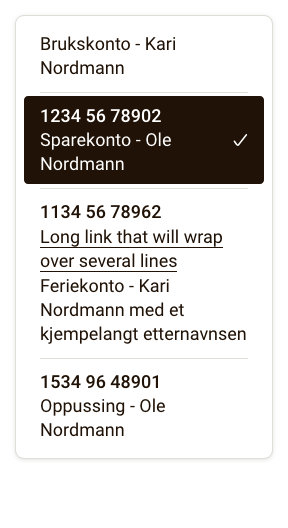 Brukskonto - Kari
Nordmann
1234 56 78902
Sparekonto - Ole
Nordmann
1134 56 78962
Long link that will wrap
over several lines
Feriekonto - Kari
Nordmann med et
kjempelangt etternavnsen
1534 96 48901
Oppussing - Ole
Nordmann